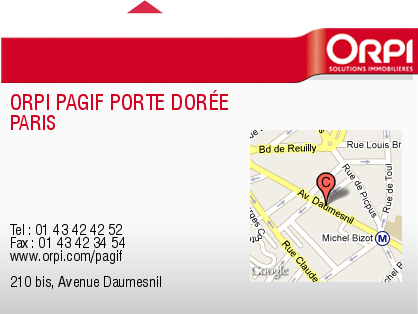 ORPI
SOLUTIONS IMMOBILIÈRES
ORPI PAGIF PORTE DORÉE
PARIS
Tel : 01 43 42 42 52
Fax : 01 43 42 34 54
www.orpi.com/pagif
210 bis, Avenue Daumesnil
Bd de Reuilly
Rue Louis Br
Rue de Picpus
Rue de Toul
C
Av. Daumesnil
Michel Bizot
M
rges Co
Rue Claude
Google